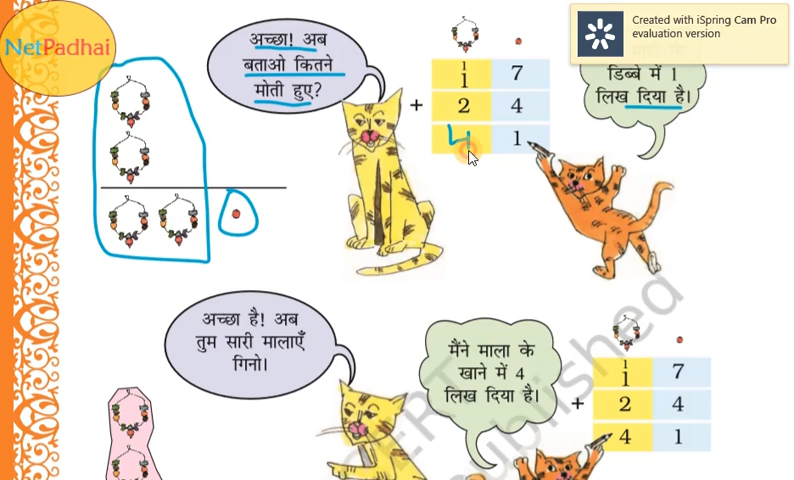 NetPadhai
अच्छा! अब
बताओ कितने
मोती हुए?
1
1 7
+ 2 4
4 1
Created with iSpring Cam Pro
evaluation version
डिब्बे में 1
लिख दिया है।
अच्छा है! अब
तुम सारी मालाएँ
गिनो।
मैंने माला के
खाने में 4
लिख दिया है।
1
1 7
+ 2 4
4 1
published